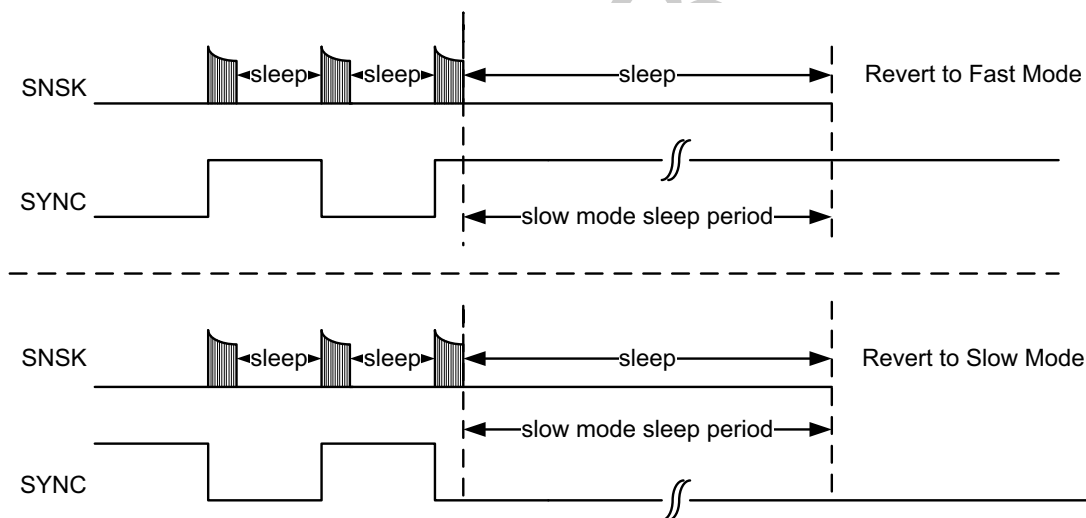 SNSK
sleep sleep sleep
Revert to Fast Mode
SYNC
slow mode sleep period
SNSK
sleep sleep sleep
Revert to Slow Mode
slow mode sleep period
SYNC